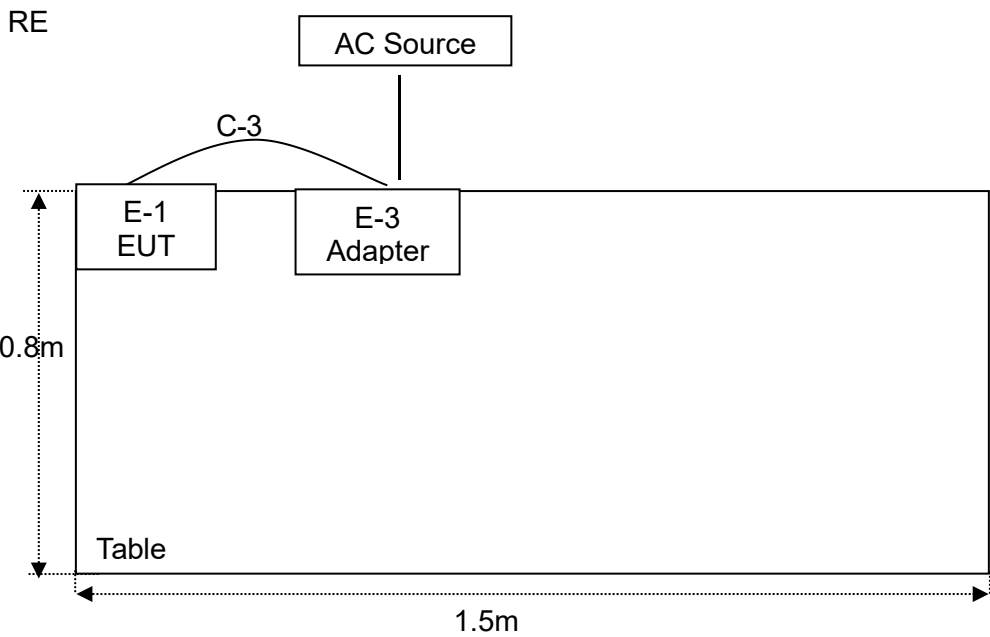 RE
AC Source
C-3
E-1
EUT
E-3
Adapter
0.8m
Table
1.5m